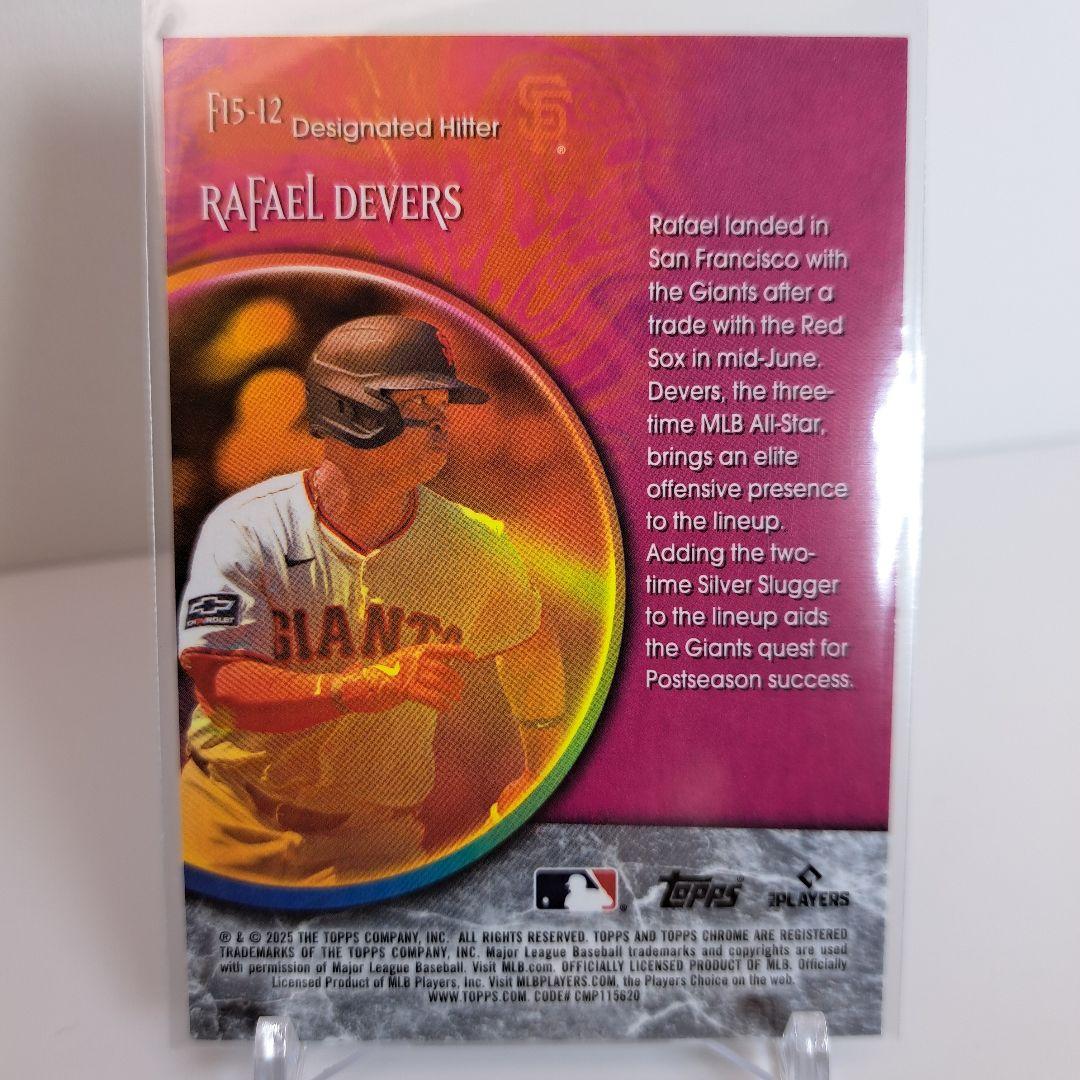 F15-12
Designated Hitter
SF
®
RAFAEL DEVERS
Rafael landed in
San Francisco with
the Giants after a
trade with the Red
Sox in mid-June.
Devers, the three-
time MLB All-Star,
brings an elite
offensive presence
to the lineup.
Adding the two-
time Silver Slugger
to the lineup aids
the Giants quest for
Postseason success.
CHEVROLET
GIANTS
topps®
MLB PLAYERS
® & © 2025 THE TOPPS COMPANY, INC. ALL RIGHTS RESERVED. TOPPS AND TOPPS CHROME ARE REGISTERED
TRADEMARKS OF THE TOPPS COMPANY, INC. Major League Baseball trademarks and copyrights are used
with permission of Major League Baseball. Visit MLB.com. OFFICIALLY LICENSED PRODUCT OF MLB. Officially
Licensed Product of MLB Players, Inc. Visit MLBPLAYERS.COM, the Players Choice on the web.
WWW.TOPPS.COM. CODE# CMP115620